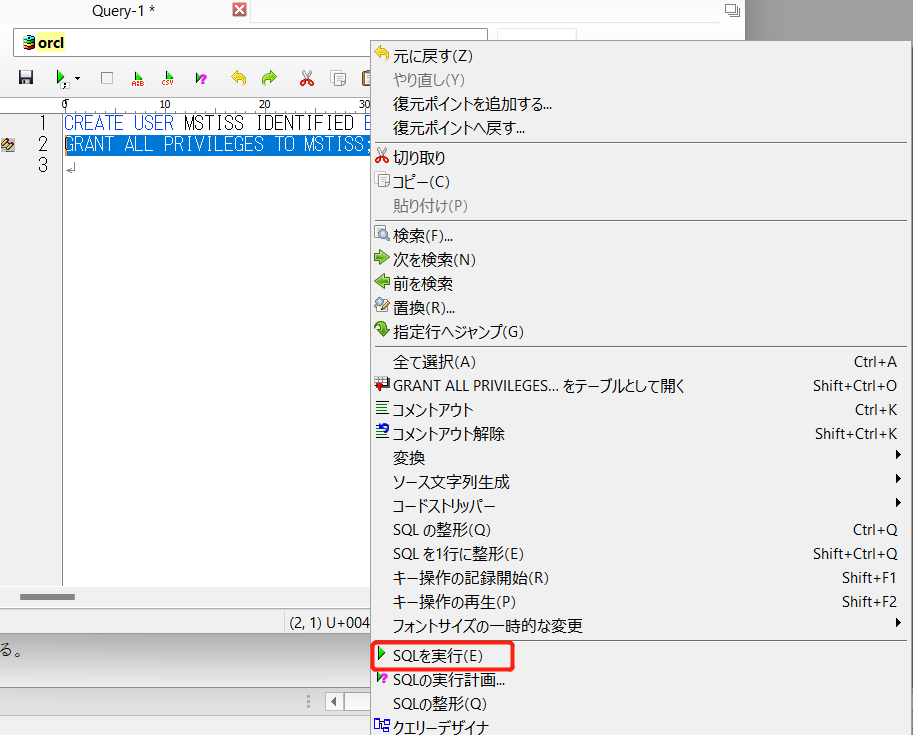 Query-1 *
orcl
0 10 20 30
1 CREATE USER MSTISS IDENTIFIED
2 GRANT ALL PRIVILEGES TO MSTISS;
3
(2, 1) U+004
る。
元に戻す(Z)
やり直し(Y)
復元ポイントを追加する...
復元ポイントへ戻す...
切り取り
コピー(C)
貼り付け(P)
検索(F)...
次を検索(N)
前を検索
置換(R)...
指定行へジャンプ(G)
全て選択(A) Ctrl+A
GRANT ALL PRIVILEGES... をテーブルとして開く Shift+Ctrl+O
コメントアウト Ctrl+K
コメントアウト解除 Shift+Ctrl+K
変換
ソース文字列生成
コードストリッパー
SQL の整形(Q) Ctrl+Q
SQL を1行に整形(E) Shift+Ctrl+Q
キー操作の記録開始(R) Shift+F1
キー操作の再生(P) Shift+F2
フォントサイズの一時的な変更
SQLを実行(E)
SQLの実行計画...
SQLの整形(Q)
クエリーデザイナ